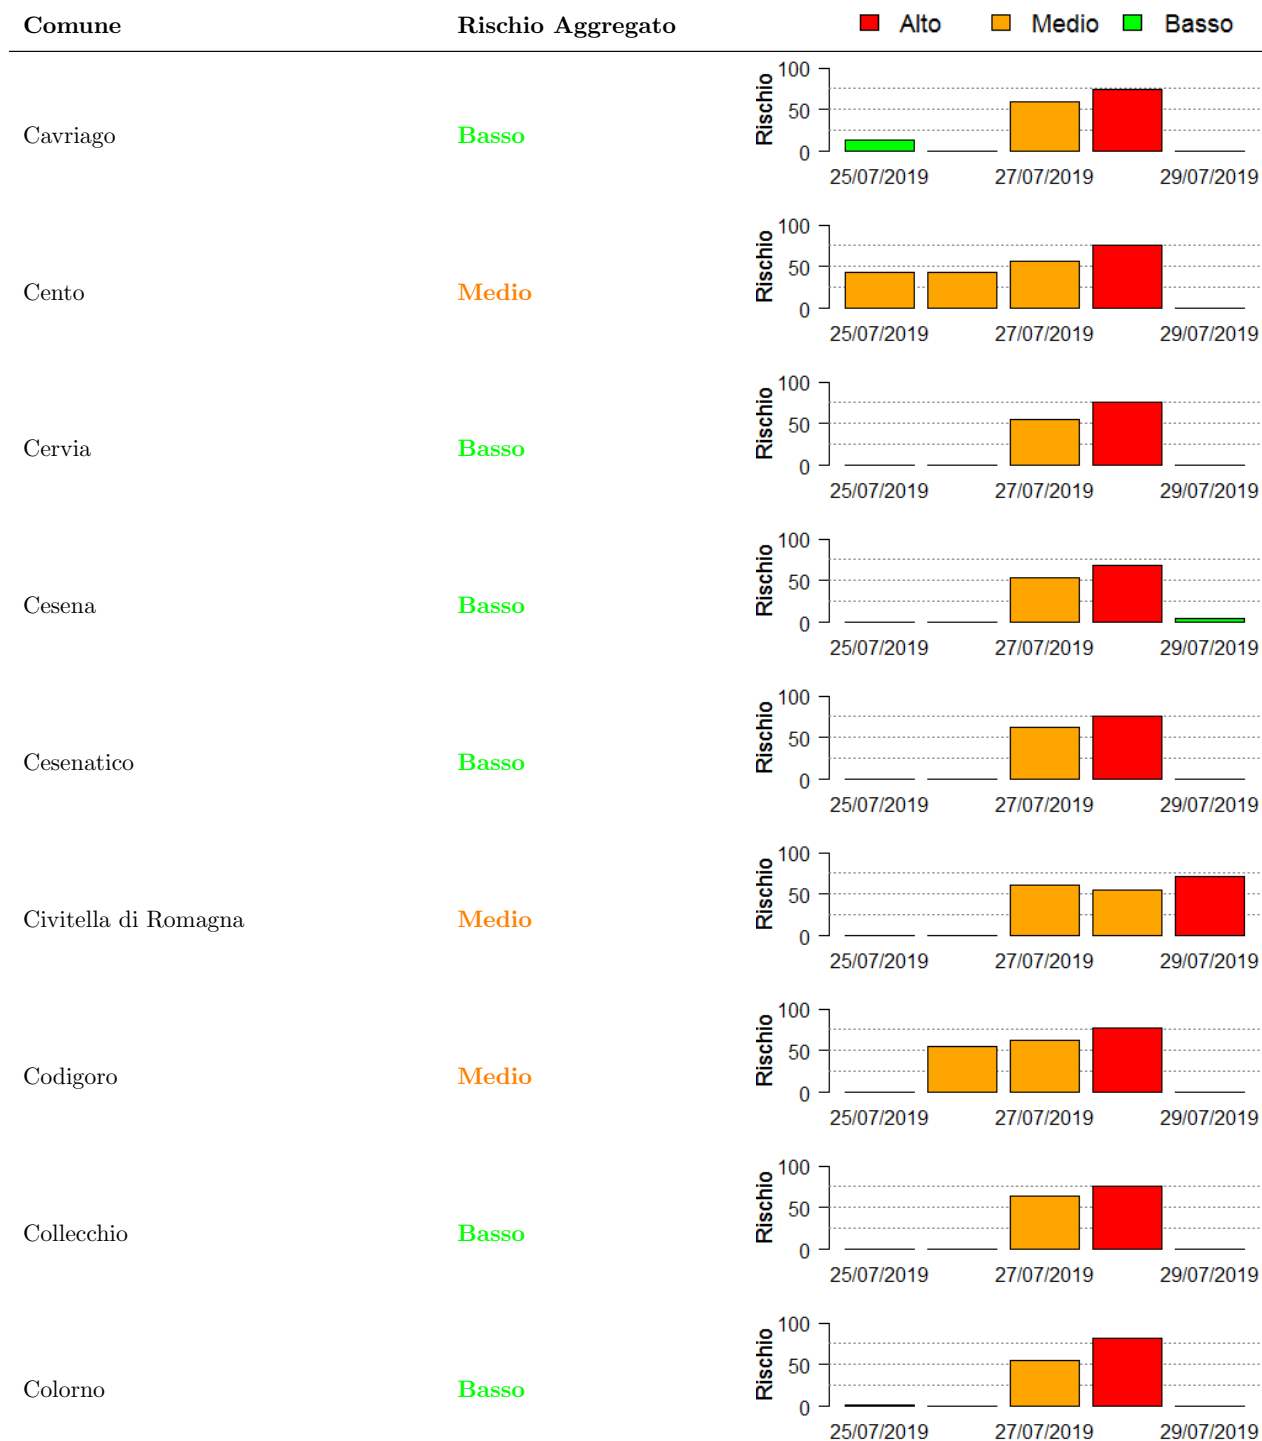 Comune Rischio Aggregato Alto Medio Basso
Cavriago Basso
Rischio
100
50
0
25/07/2019 27/07/2019 29/07/2019
Cento Medio
Rischio
100
50
0
25/07/2019 27/07/2019 29/07/2019
Cervia Basso
Rischio
100
50
0
25/07/2019 27/07/2019 29/07/2019
Cesena Basso
Rischio
100
50
0
25/07/2019 27/07/2019 29/07/2019
Cesenatico Basso
Rischio
100
50
0
25/07/2019 27/07/2019 29/07/2019
Civitella di Romagna Medio
Rischio
100
50
0
25/07/2019 27/07/2019 29/07/2019
Codigoro Medio
Rischio
100
50
0
25/07/2019 27/07/2019 29/07/2019
Collecchio Basso
Rischio
100
50
0
25/07/2019 27/07/2019 29/07/2019
Colorno Basso
Rischio
100
50
0
25/07/2019 27/07/2019 29/07/2019